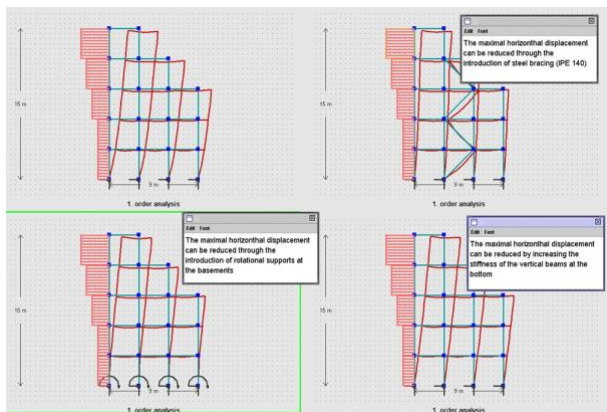 15 m
9 m
1. order analysis
Edit Font
The maximal horizonthal displacement
can be reduced through the
introduction of steel bracing (IPE 140)
15 m
9 m
1. order analysis
Edit Font
The maximal horizonthal displacement
can be reduced through the
introduction of rotational supports at
the basements
15 m
9 m
1. order analysis
Edit Font
The maximal horizonthal displacement
can be reduced by increasing the
stiffness of the vertical beams at the
bottom
15 m
9 m
1. order analysis